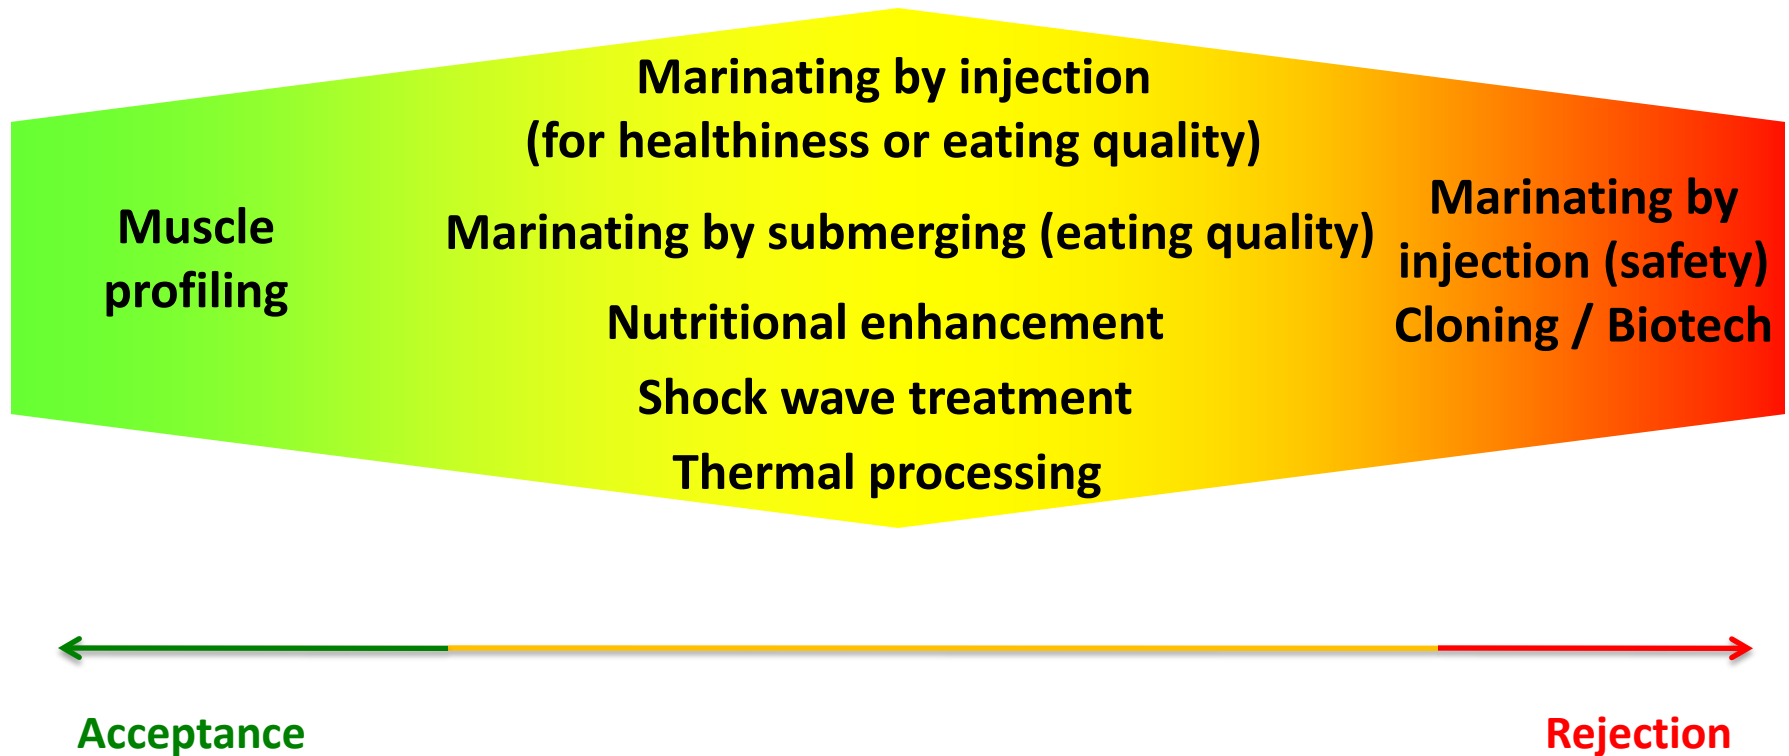 Marinating by injection
(for healthiness or eating quality)
Muscle
profiling
Marinating by submerging (eating quality)
Nutritional enhancement
Shock wave treatment
Thermal processing
Marinating by
injection (safety)
Cloning / Biotech
Acceptance
Rejection